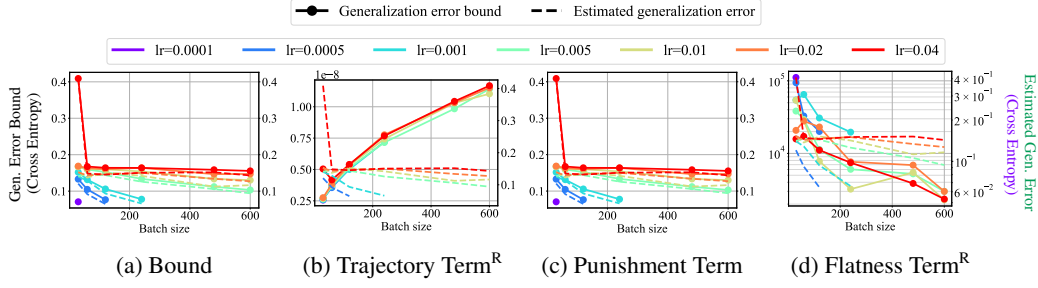 Generalization error bound Estimated generalization error
lr=0.0001 lr=0.0005 lr=0.001 lr=0.005 lr=0.01 lr=0.02 lr=0.04
Gen. Error Bound
(Cross Entropy)
0.4
0.3
0.2
0.1
0.4
0.3
0.2
0.1
0 200 400 600
Batch size
(a) Bound
1e−8
1.00
0.75
0.50
0.25
0.4
0.3
0.2
0.1
200 400 600
Batch size
(b) Trajectory Term^R
0.4
0.3
0.2
0.1
0.4
0.3
0.2
0.1
0 200 400 600
Batch size
(c) Punishment Term
10^5
10^4
4 × 10^−1
3 × 10^−1
2 × 10^−1
10^−1
6 × 10^−2
0 200 400 600
Batch size
(d) Flatness Term^R
Estimated Gen. Error
(Cross Entropy)